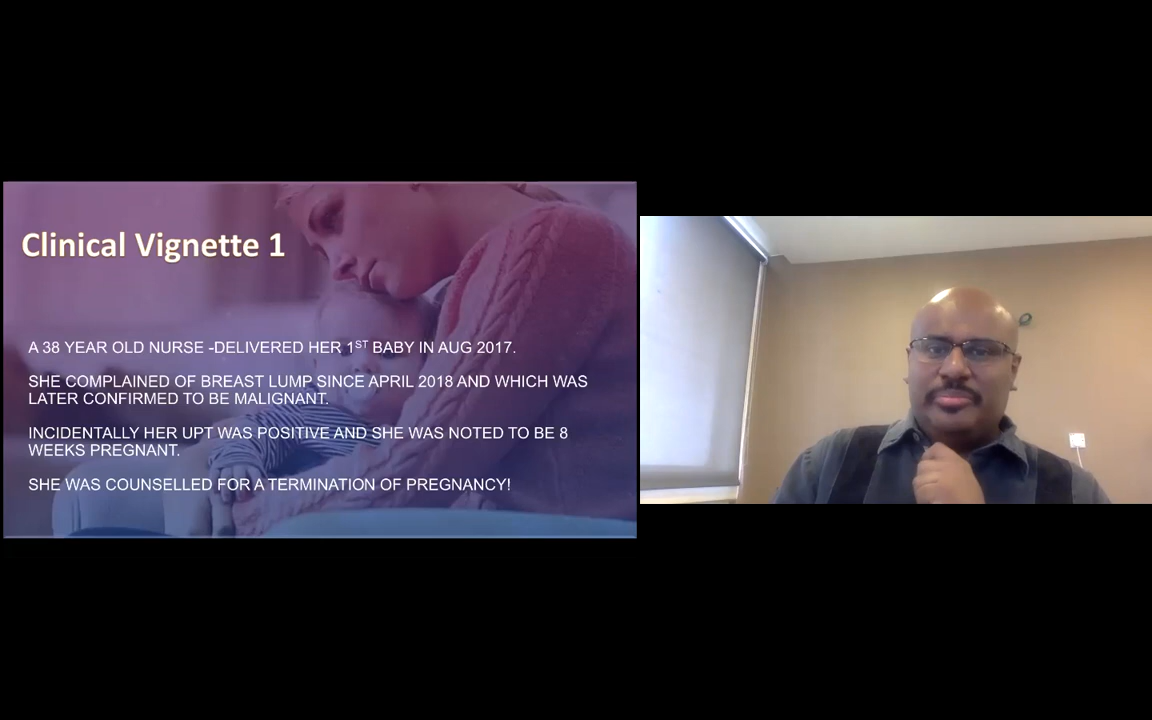 Clinical Vignette 1
A 38 YEAR OLD NURSE -DELIVERED HER 1ST BABY IN AUG 2017.
SHE COMPLAINED OF BREAST LUMP SINCE APRIL 2018 AND WHICH WAS
LATER CONFIRMED TO BE MALIGNANT.
INCIDENTALLY HER UPT WAS POSITIVE AND SHE WAS NOTED TO BE 8
WEEKS PREGNANT.
SHE WAS COUNSELLED FOR A TERMINATION OF PREGNANCY!